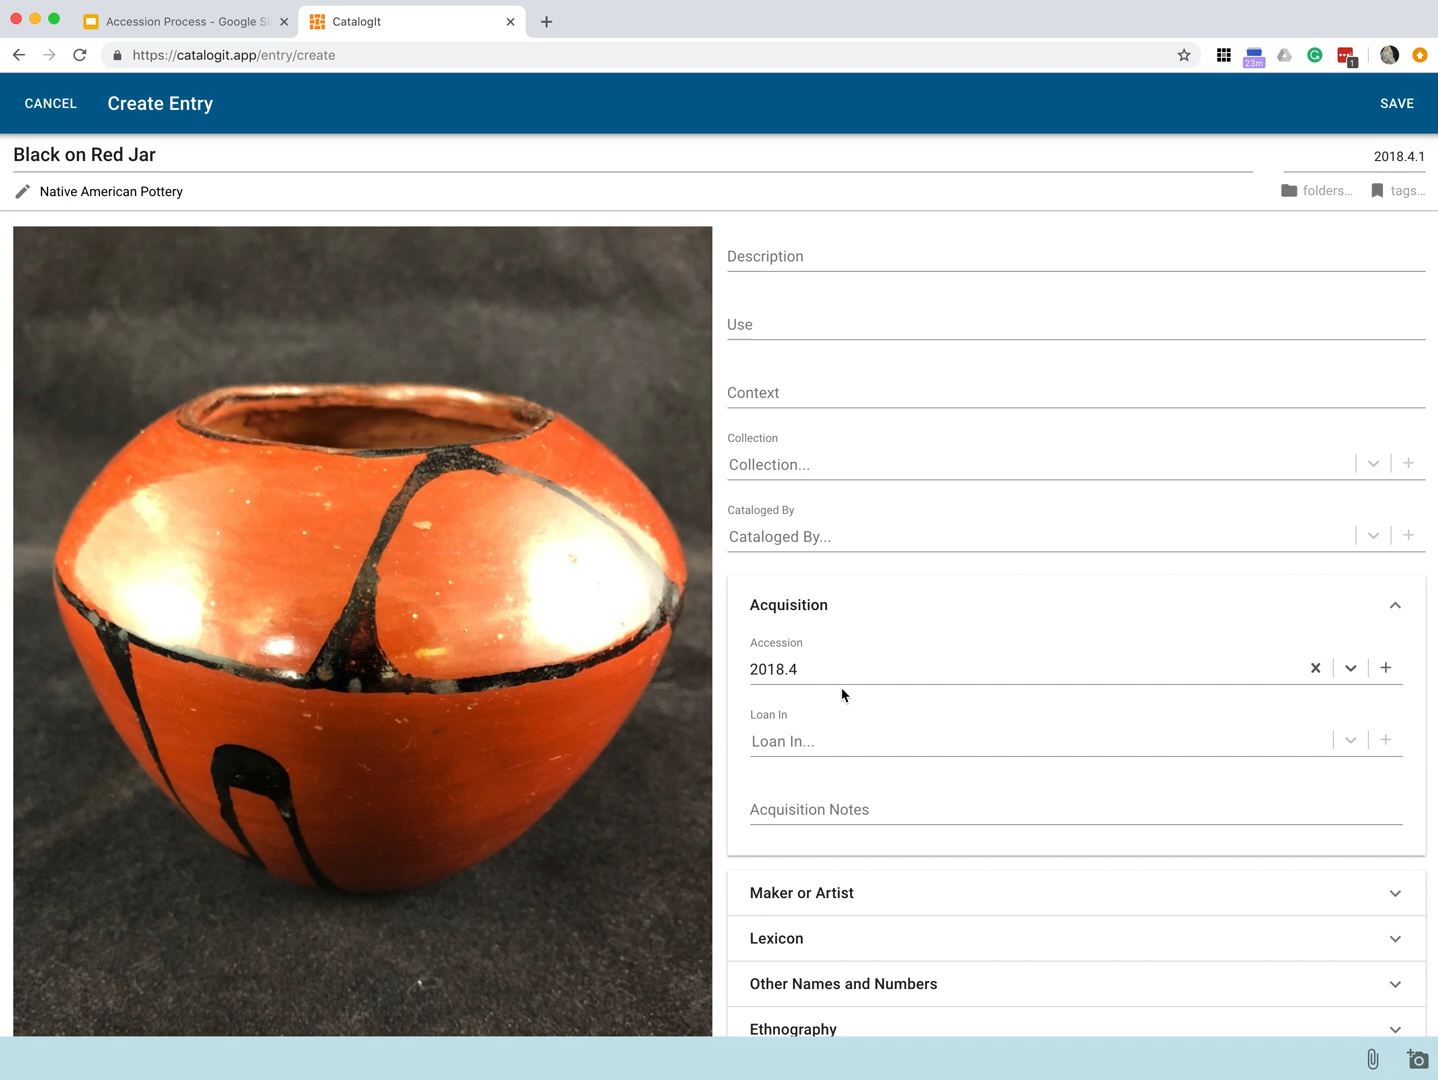 Accession Process - Google Sl
CatalogIt
https://catalogit.app/entry/create
23m
1
CANCEL
Create Entry
SAVE
Black on Red Jar
2018.4.1
Native American Pottery
folders...
tags...
Description
Use
Context
Collection
Collection...
Cataloged By
Cataloged By...
Acquisition
Accession
2018.4
Loan In
Loan In...
Acquisition Notes
Maker or Artist
Lexicon
Other Names and Numbers
Ethnography